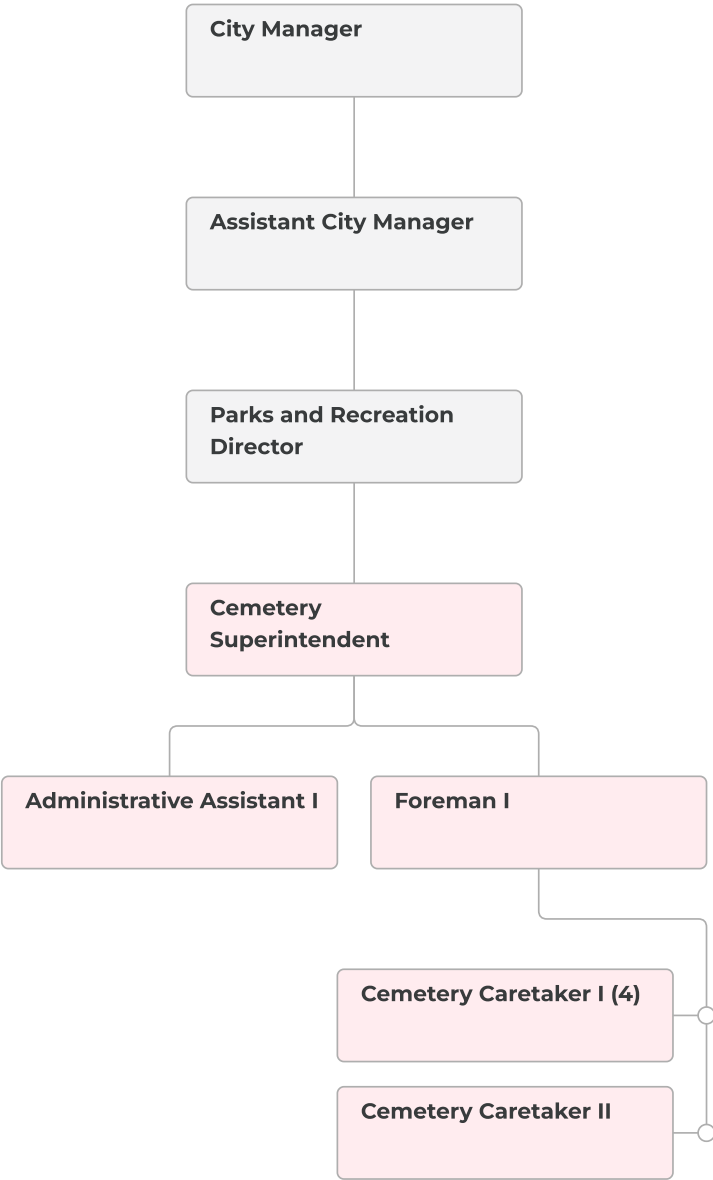 City Manager
Assistant City Manager
Parks and Recreation
Director
Cemetery
Superintendent
Administrative Assistant I
Foreman I
Cemetery Caretaker I (4)
Cemetery Caretaker II